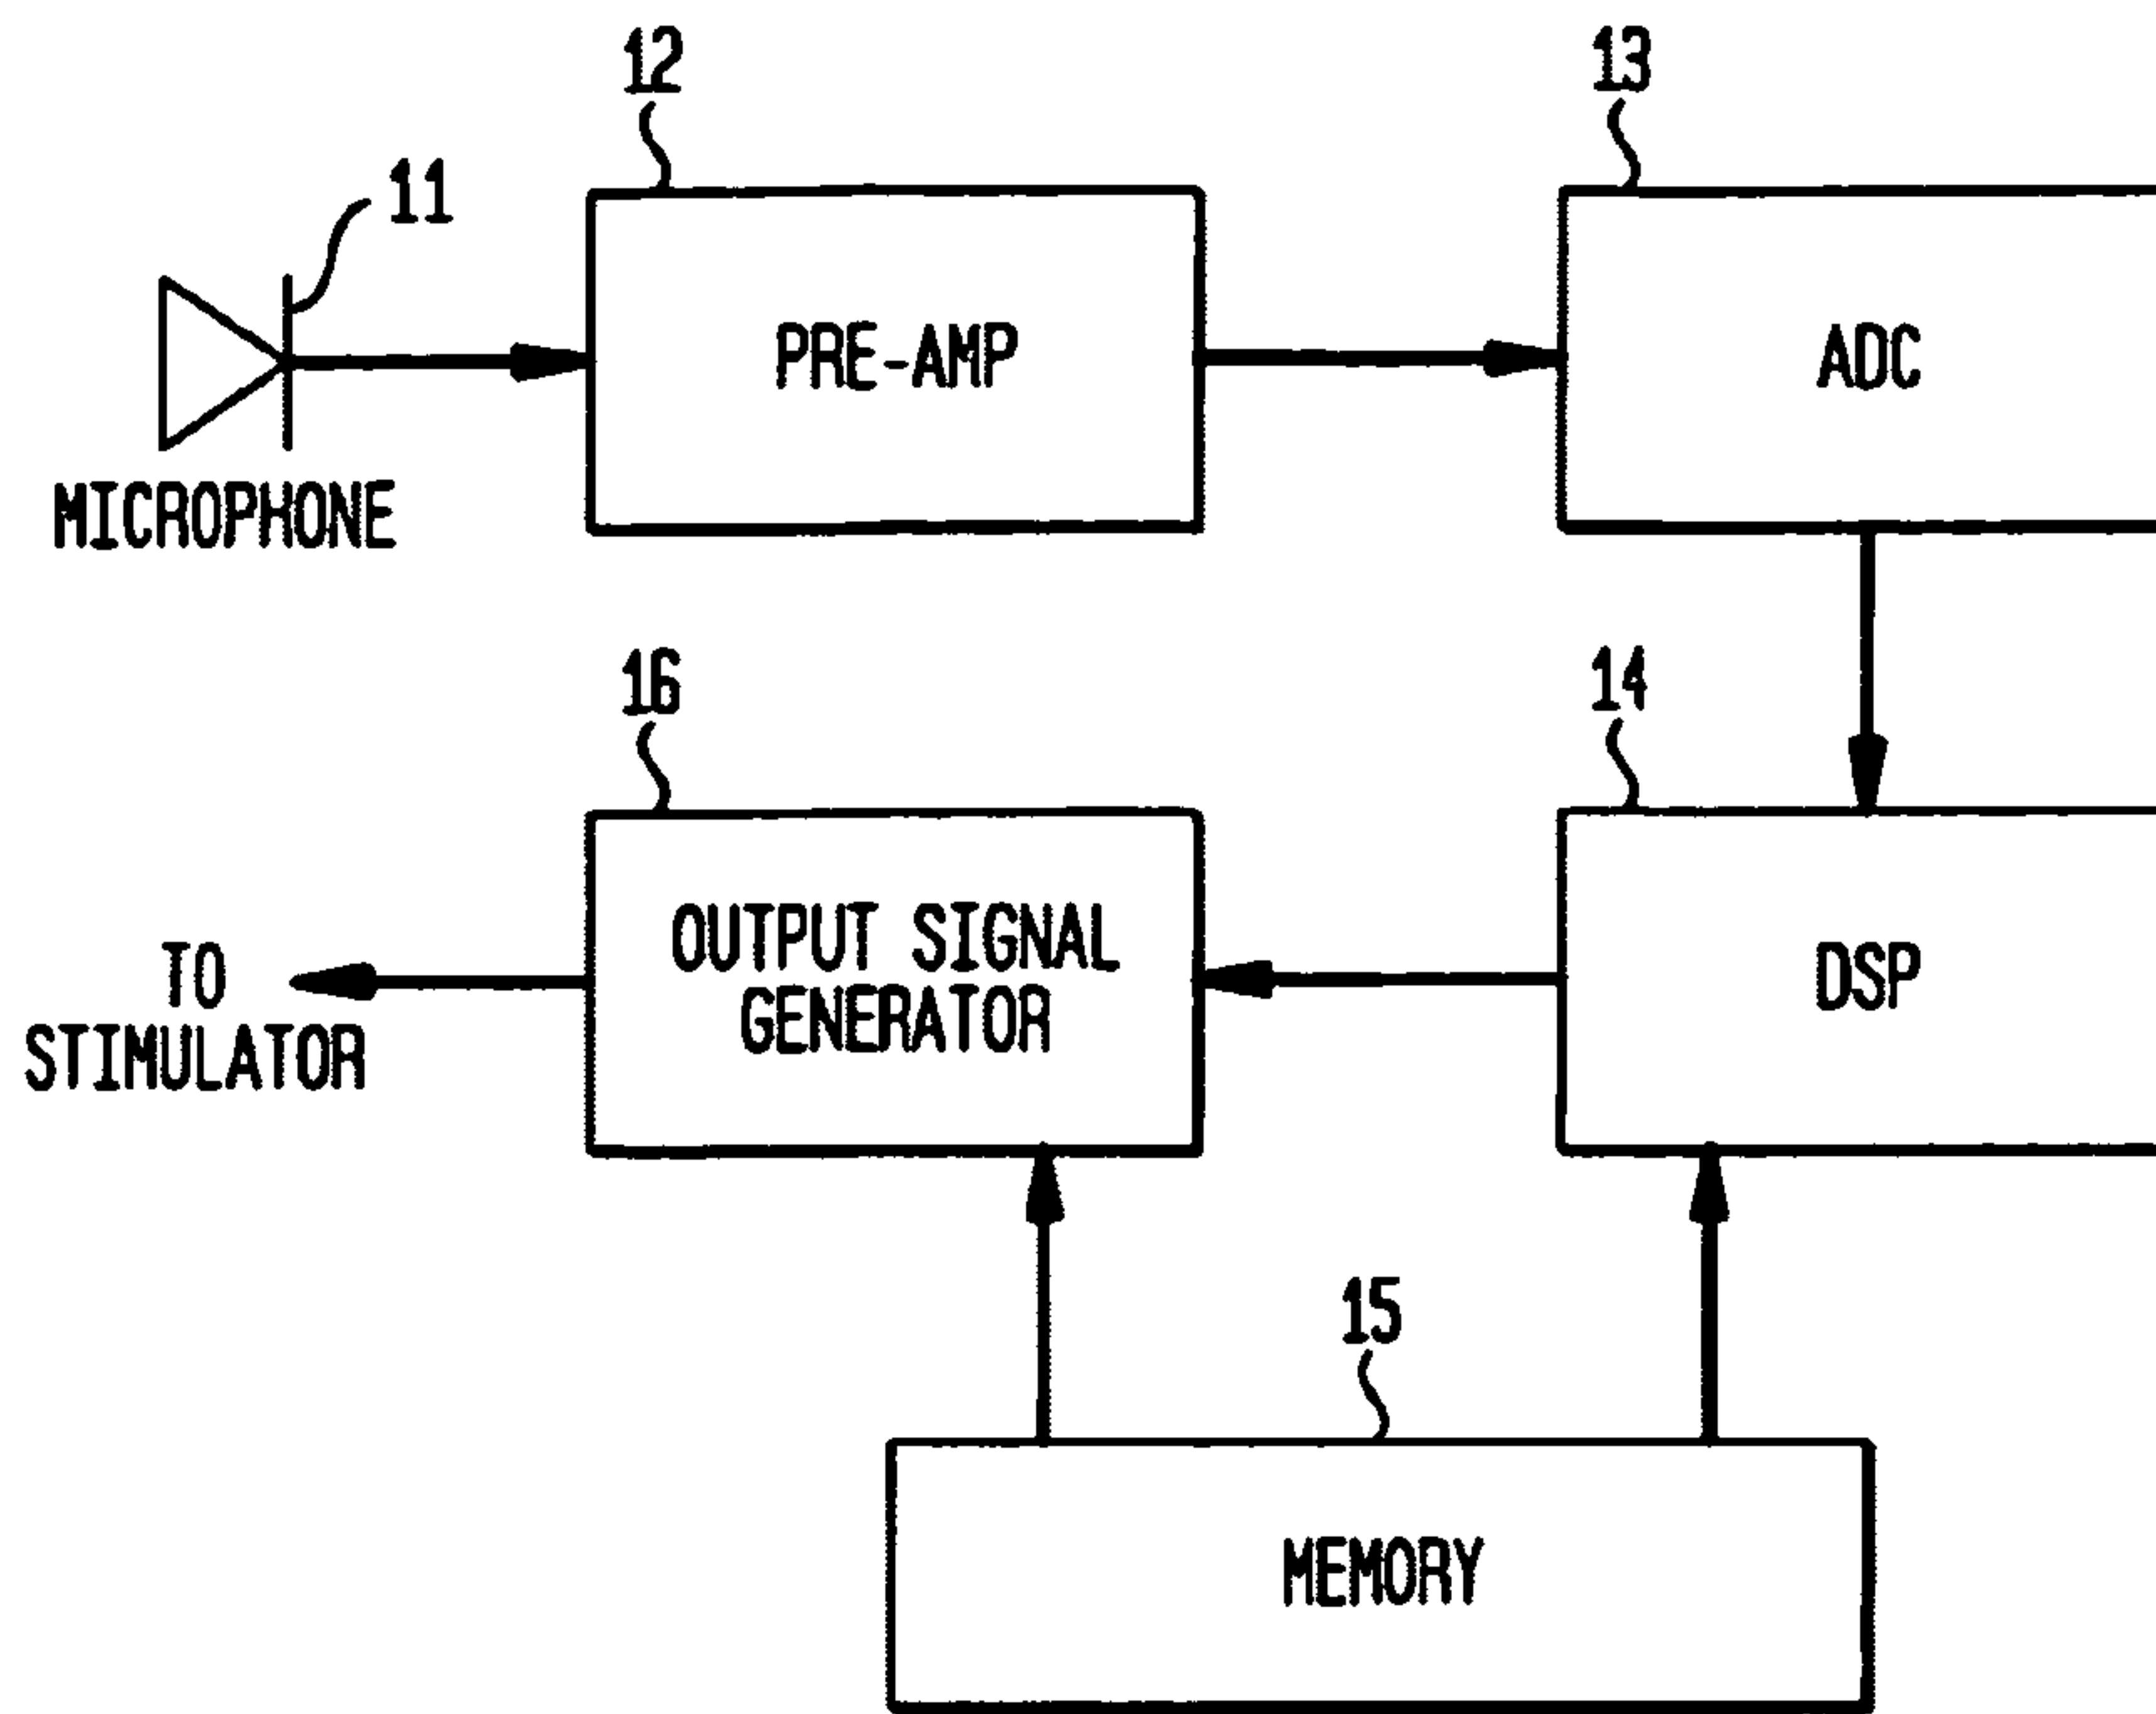 12
13
11
PRE-AMP
ADC
MICROPHONE
16
14
OUTPUT SIGNAL
GENERATOR
DSP
TO
STIMULATOR
15
MEMORY